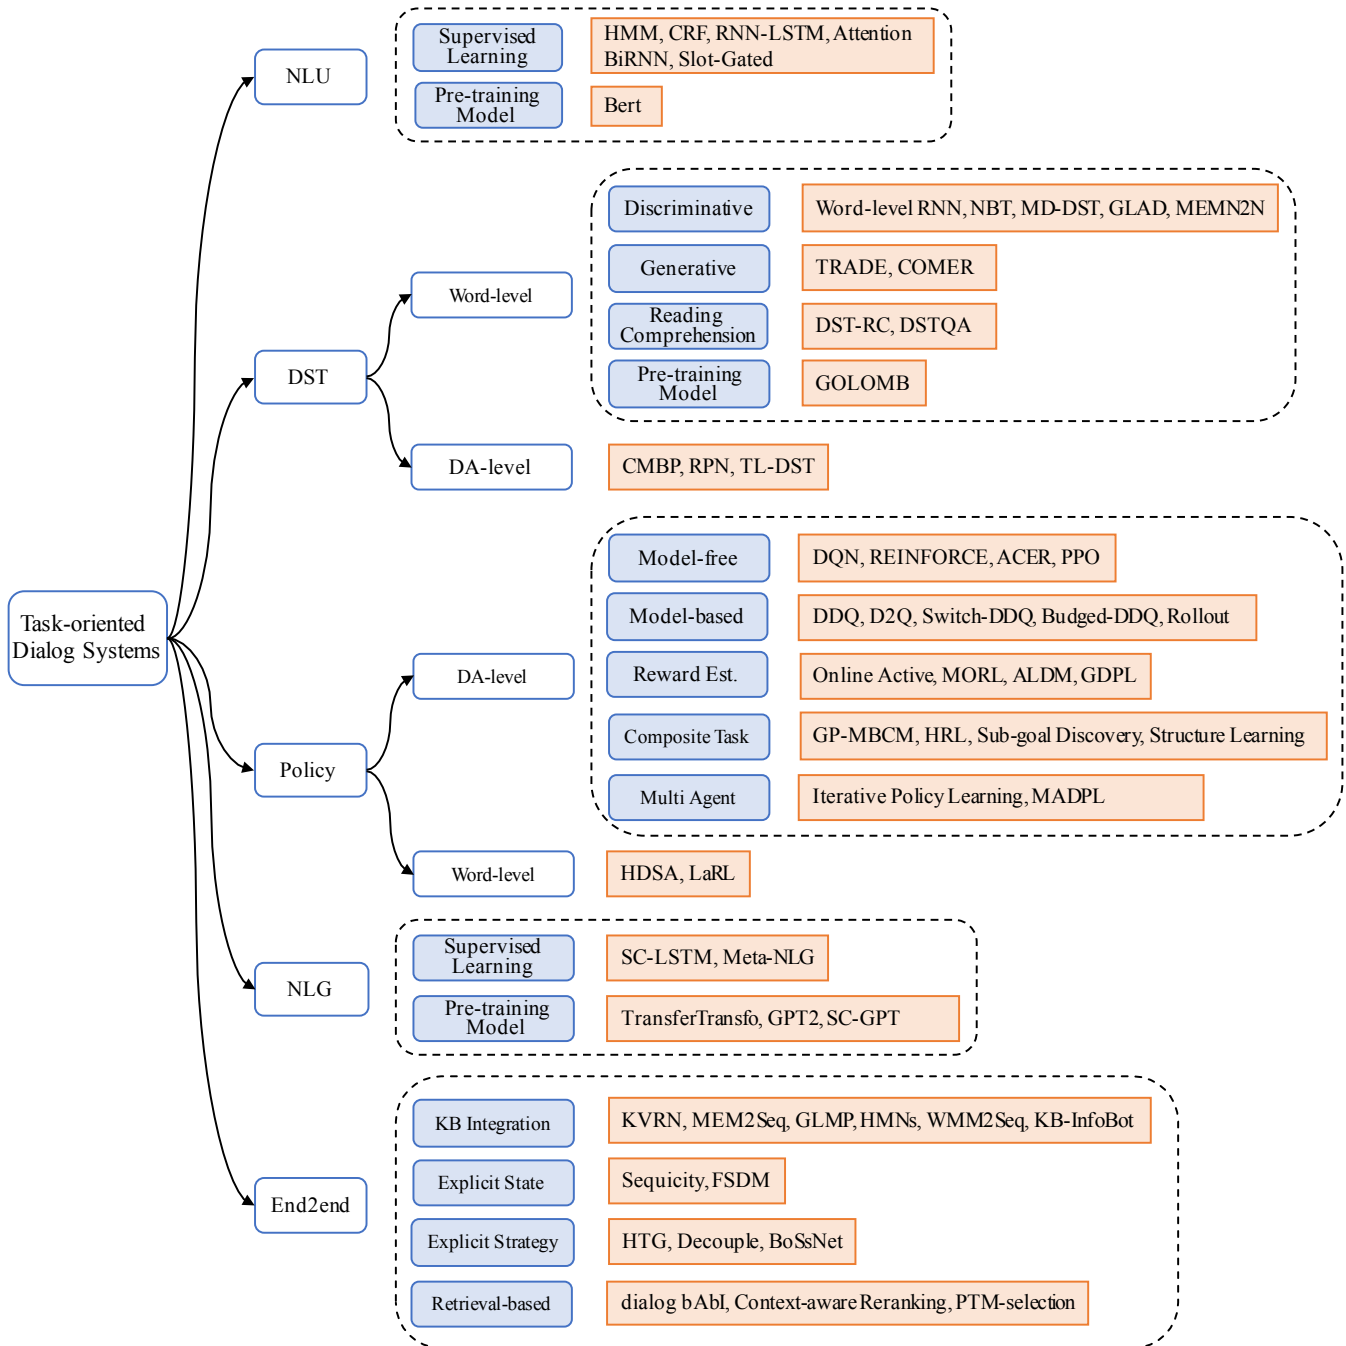 Supervised
Learning
HMM, CRF, RNN-LSTM, Attention
BiRNN, Slot-Gated
NLU
Pre-training
Model
Bert
Discriminative
Word-level RNN, NBT, MD-DST, GLAD, MEMN2N
Generative
TRADE, COMER
Word-level
Reading
Comprehension
DST-RC, DSTQA
DST
Pre-training
Model
GOLOMB
DA-level
CMBP, RPN, TL-DST
Model-free
DQN, REINFORCE, ACER, PPO
Task-oriented
Dialog Systems
Model-based
DDQ, D2Q, Switch-DDQ, Budged-DDQ, Rollout
DA-level
Reward Est.
Online Active, MORL, ALDM, GDPL
Composite Task
GP-MBCM, HRL, Sub-goal Discovery, Structure Learning
Policy
Multi Agent
Iterative Policy Learning, MADPL
Word-level
HDSA, LaRL
Supervised
Learning
SC-LSTM, Meta-NLG
NLG
Pre-training
Model
TransferTransfo, GPT2, SC-GPT
KB Integration
KVRN, MEM2Seq, GLMP, HMNs, WMM2Seq, KB-InfoBot
Explicit State
Sequicity, FSDM
End2end
Explicit Strategy
HTG, Decouple, BoSsNet
Retrieval-based
dialog bAbI, Context-aware Reranking, PTM-selection